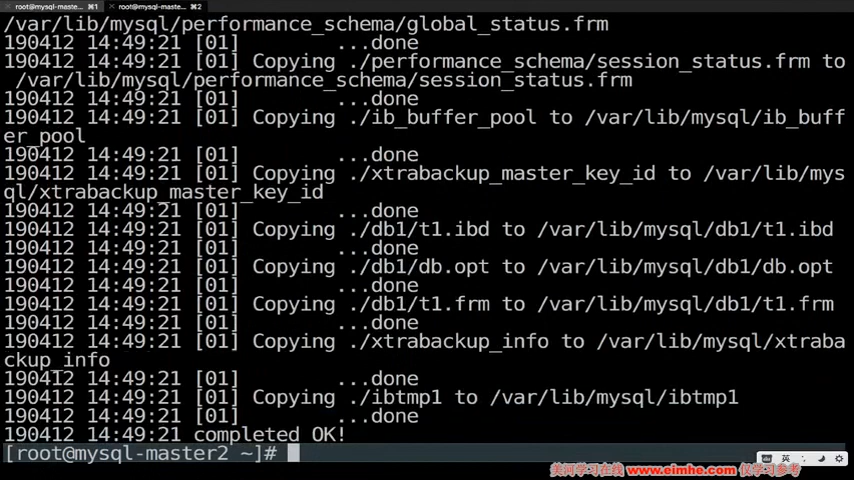 root@mysql-maste... ⌘1 root@mysql-maste... ⌘2
/var/lib/mysql/performance_schema/global_status.frm
190412 14:49:21 [01]        ...done
190412 14:49:21 [01] Copying ./performance_schema/session_status.frm to
 /var/lib/mysql/performance_schema/session_status.frm
190412 14:49:21 [01]        ...done
190412 14:49:21 [01] Copying ./ib_buffer_pool to /var/lib/mysql/ib_buff
er_pool
190412 14:49:21 [01]        ...done
190412 14:49:21 [01] Copying ./xtrabackup_master_key_id to /var/lib/mys
ql/xtrabackup_master_key_id
190412 14:49:21 [01]        ...done
190412 14:49:21 [01] Copying ./db1/t1.ibd to /var/lib/mysql/db1/t1.ibd
190412 14:49:21 [01]        ...done
190412 14:49:21 [01] Copying ./db1/db.opt to /var/lib/mysql/db1/db.opt
190412 14:49:21 [01]        ...done
190412 14:49:21 [01] Copying ./db1/t1.frm to /var/lib/mysql/db1/t1.frm
190412 14:49:21 [01]        ...done
190412 14:49:21 [01] Copying ./xtrabackup_info to /var/lib/mysql/xtraba
ckup_info
190412 14:49:21 [01]        ...done
190412 14:49:21 [01] Copying ./ibtmp1 to /var/lib/mysql/ibtmp1
190412 14:49:21 [01]        ...done
190412 14:49:21 completed OK!
[root@mysql-master2 ~]#
英
美河学习在线 www.eimhe.com 仅学习参考